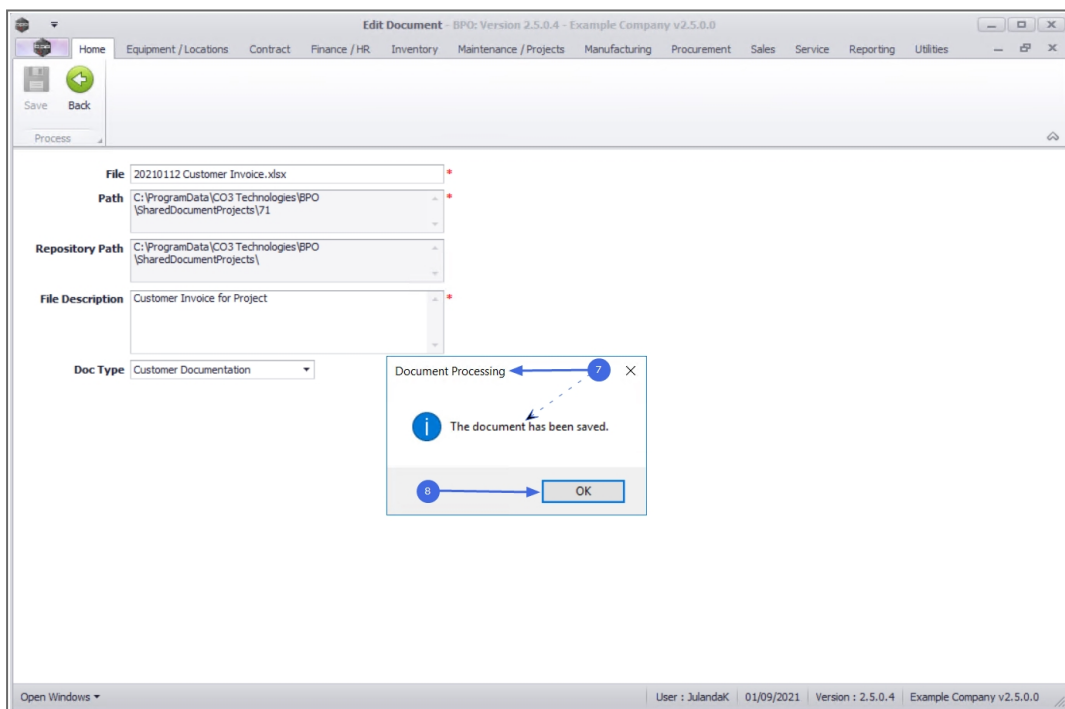 Edit Document - BPO: Version 2.5.0.4 - Example Company v2.5.0.0
Home Equipment / Locations Contract Finance / HR Inventory Maintenance / Projects Manufacturing Procurement Sales Service Reporting Utilities
Save Back
Process
File 20210112 Customer Invoice.xlsx *
Path C:\ProgramData\CO3 Technologies\BPO *
\SharedDocumentProjects\71
Repository Path C:\ProgramData\CO3 Technologies\BPO
\SharedDocumentProjects\
File Description Customer Invoice for Project *
Doc Type Customer Documentation
Document Processing 7
The document has been saved.
8 OK
Open Windows User : JulandaK 01/09/2021 Version : 2.5.0.4 Example Company v2.5.0.0